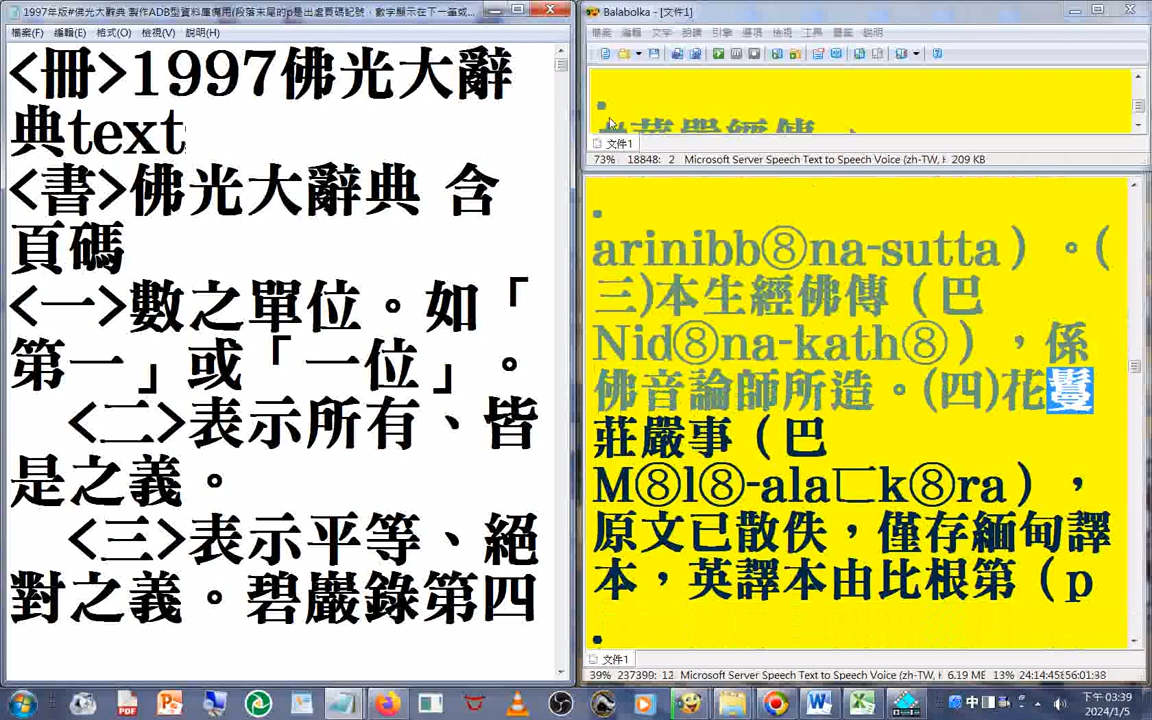 1997年版#佛光大辭典 製作ADB型資料庫備用(段落末尾的p是出處頁碼記號，數字顯示在下一筆或...
檔案(F) 編輯(E) 格式(O) 檢視(V) 說明(H)
<冊>1997佛光大辭
典text
<書>佛光大辭典 含
頁碼
<一>數之單位。如「
第一」或「一位」。
<二>表示所有、皆
是之義。
<三>表示平等、絕
對之義。碧巖錄第四
Balabolka - [文件1]
檔案 編輯 文字 朗讀 引擎 選項 檢視 工具 書籤 說明
文件1
73% 18848: 2 Microsoft Server Speech Text to Speech Voice (zh-TW, H 209 KB
arinibb⑧na-sutta）。(
三)本生經佛傳（巴
Nid⑧na-kath⑧），係
佛音論師所造。(四)花鬘
莊嚴事（巴
M⑧l⑧-ala匚k⑧ra），
原文已散佚，僅存緬甸譯
本，英譯本由比根第（p
文件1
39% 237399: 12 Microsoft Server Speech Text to Speech Voice (zh-TW, H 6.19 ME 13%
下午 03:39
2024/1/5